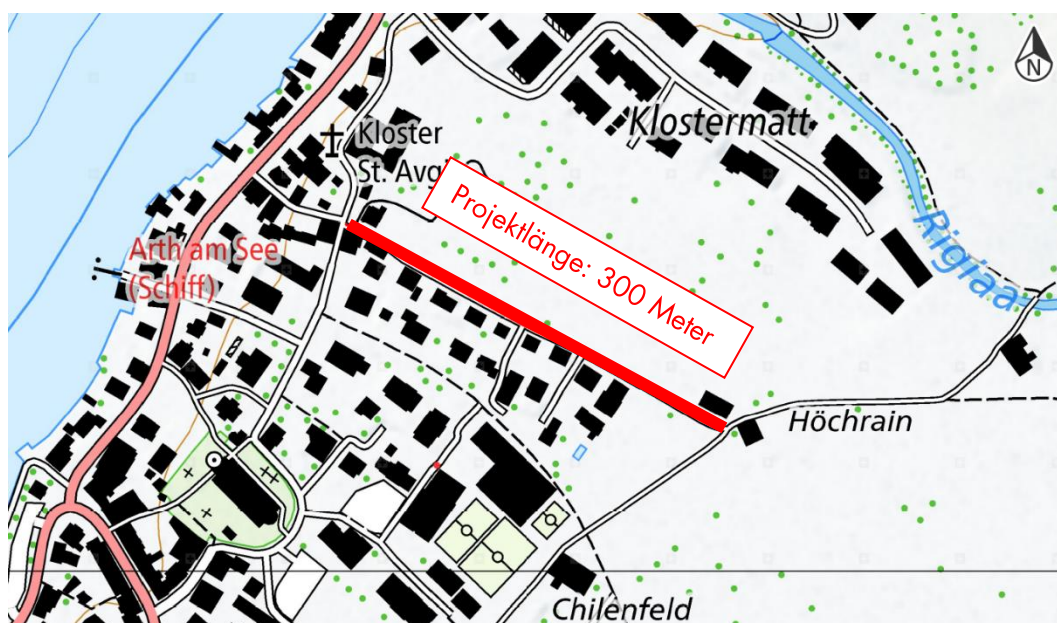 N
Kloster
St. Avg
Klostermatt
Projektlänge: 300 Meter
Rigiaa
Arth am See
(Schiff)
Höchrain
Chilenfeld